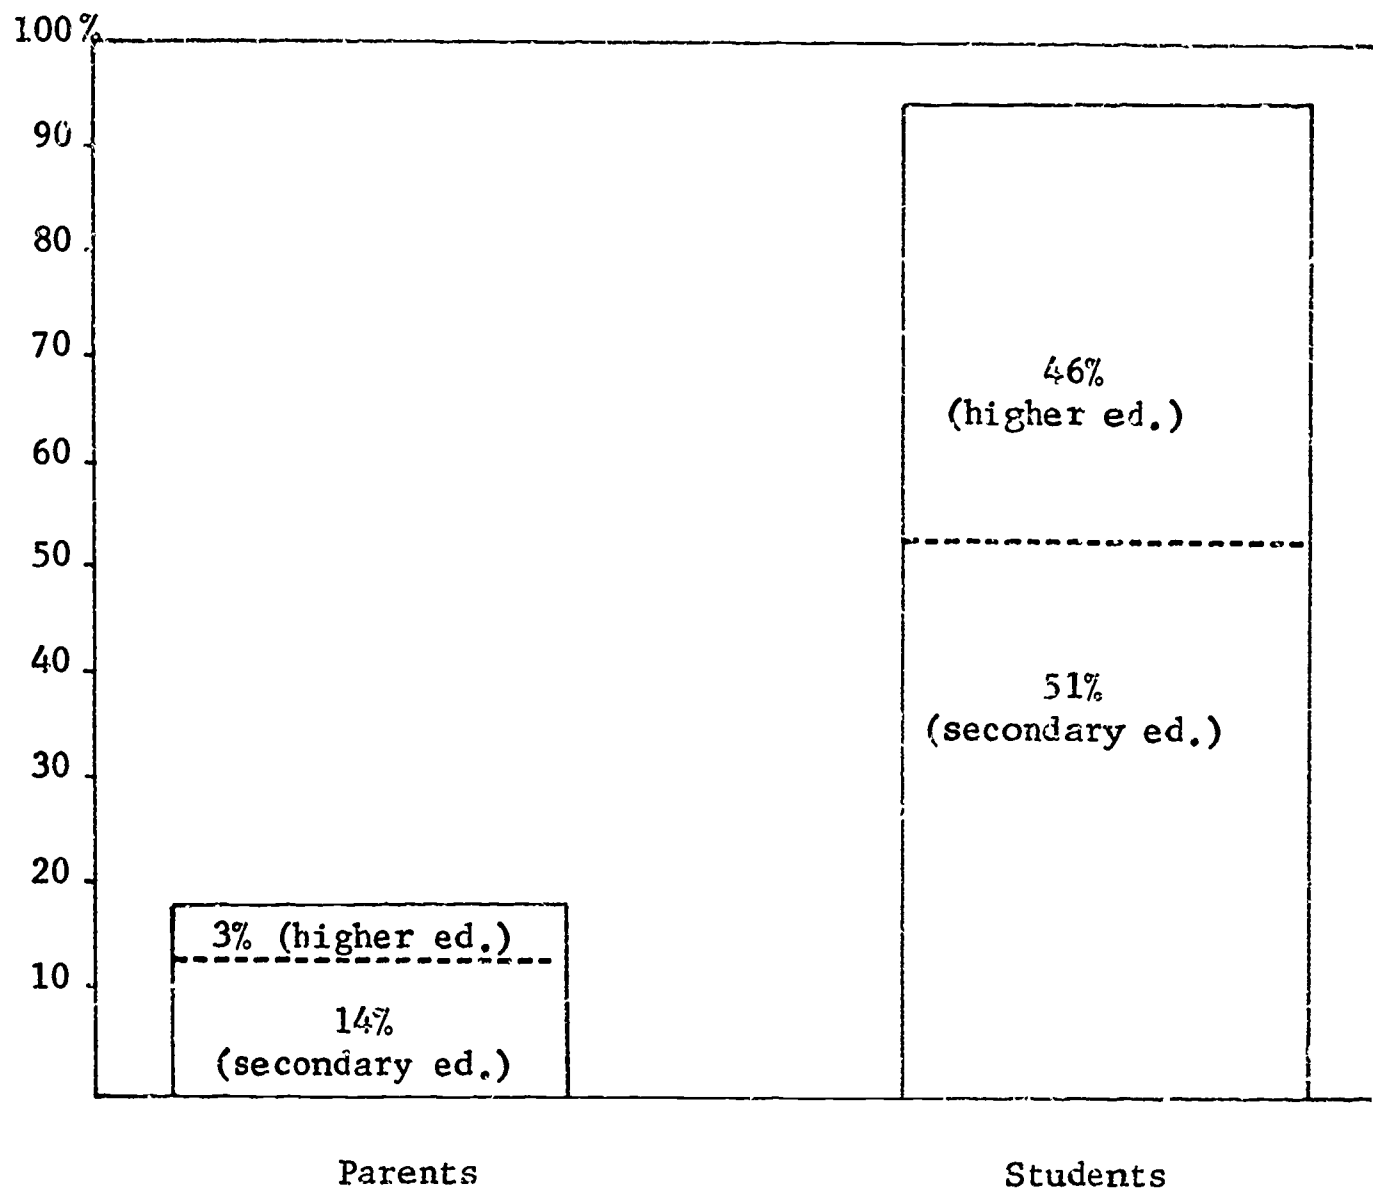 100%
90
80
70
46%
(higher ed.)
60
50
40
51%
(secondary ed.)
30
20
3% (higher ed.)
10
14%
(secondary ed.)
Parents
Students